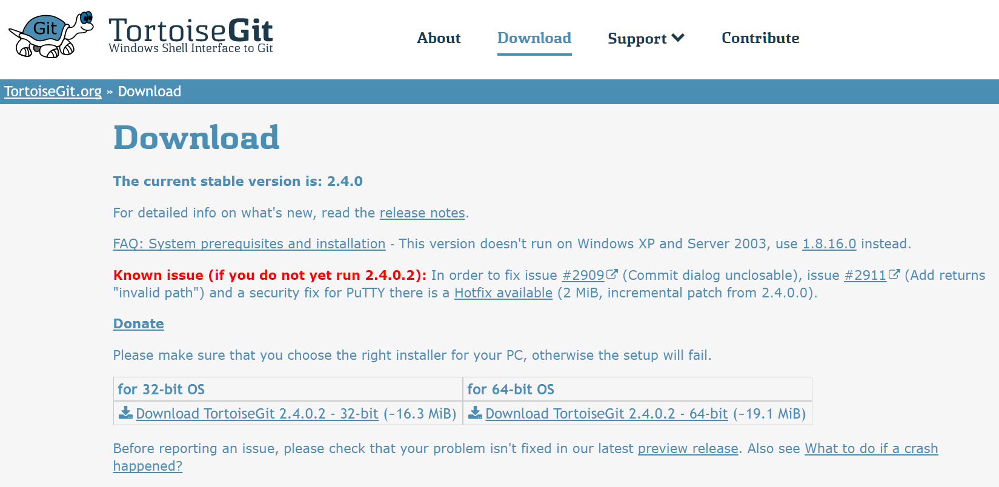 Git
TortoiseGit
Windows Shell Interface to Git
About Download Support Contribute
TortoiseGit.org » Download
Download
The current stable version is: 2.4.0
For detailed info on what's new, read the release notes.
FAQ: System prerequisites and installation - This version doesn't run on Windows XP and Server 2003, use 1.8.16.0 instead.
Known issue (if you do not yet run 2.4.0.2): In order to fix issue #2909 (Commit dialog unclosable), issue #2911 (Add returns
"invalid path") and a security fix for PuTTY there is a Hotfix available (2 MiB, incremental patch from 2.4.0.0).
Donate
Please make sure that you choose the right installer for your PC, otherwise the setup will fail.
for 32-bit OS for 64-bit OS
Download TortoiseGit 2.4.0.2 - 32-bit (~16.3 MiB) Download TortoiseGit 2.4.0.2 - 64-bit (~19.1 MiB)
Before reporting an issue, please check that your problem isn't fixed in our latest preview release. Also see What to do if a crash
happened?